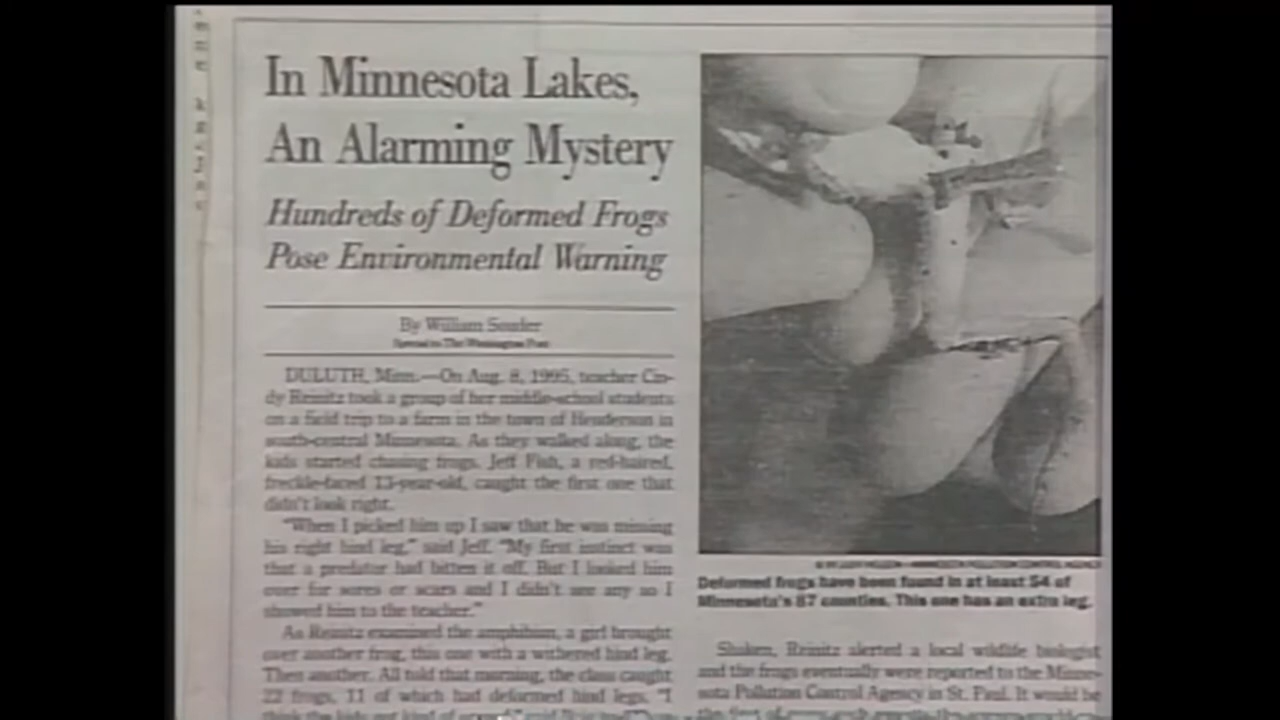 In Minnesota Lakes,
An Alarming Mystery
Hundreds of Deformed Frogs
Pose Environmental Warning
By William Souder
Special to The Washington Post
DULUTH, Minn.—On Aug. 8, 1995, teacher Cin-
dy Reinitz took a group of her middle-school students
on a field trip to a farm in the town of Henderson in
south-central Minnesota. As they walked along, the
kids started chasing frogs. Jeff Fish, a red-haired,
freckle-faced 13-year-old, caught the first one that
didn't look right.
"When I picked him up I saw that he was missing
his right hind leg," said Jeff. "My first instinct was
that a predator had bitten it off. But I looked him
over for sores or scars and I didn't see any so I
showed him to the teacher."
As Reinitz examined the amphibian, a girl brought
over another frog, this one with a withered hind leg.
Then another. All told that morning, the class caught
22 frogs, 11 of which had deformed hind legs. "I
Deformed frogs have been found in at least 54 of
Minnesota's 87 counties. This one has an extra leg.
Shaken, Reinitz alerted a local wildlife biologist
and the frogs eventually were reported to the Minne-
sota Pollution Control Agency in St. Paul. It would be